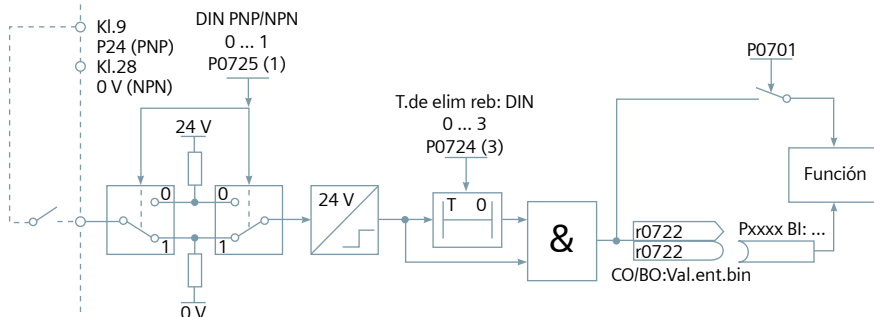 Kl.9
P24 (PNP)
Kl.28
0 V (NPN)
DIN PNP/NPN
0 ... 1
P0725 (1)
24 V
0
0
1
1
0 V
24 V
T.de elim reb: DIN
0 ... 3
P0724 (3)
T 0
&
P0701
Función
r0722
r0722
Pxxxx BI: ...
CO/BO:Val.ent.bin